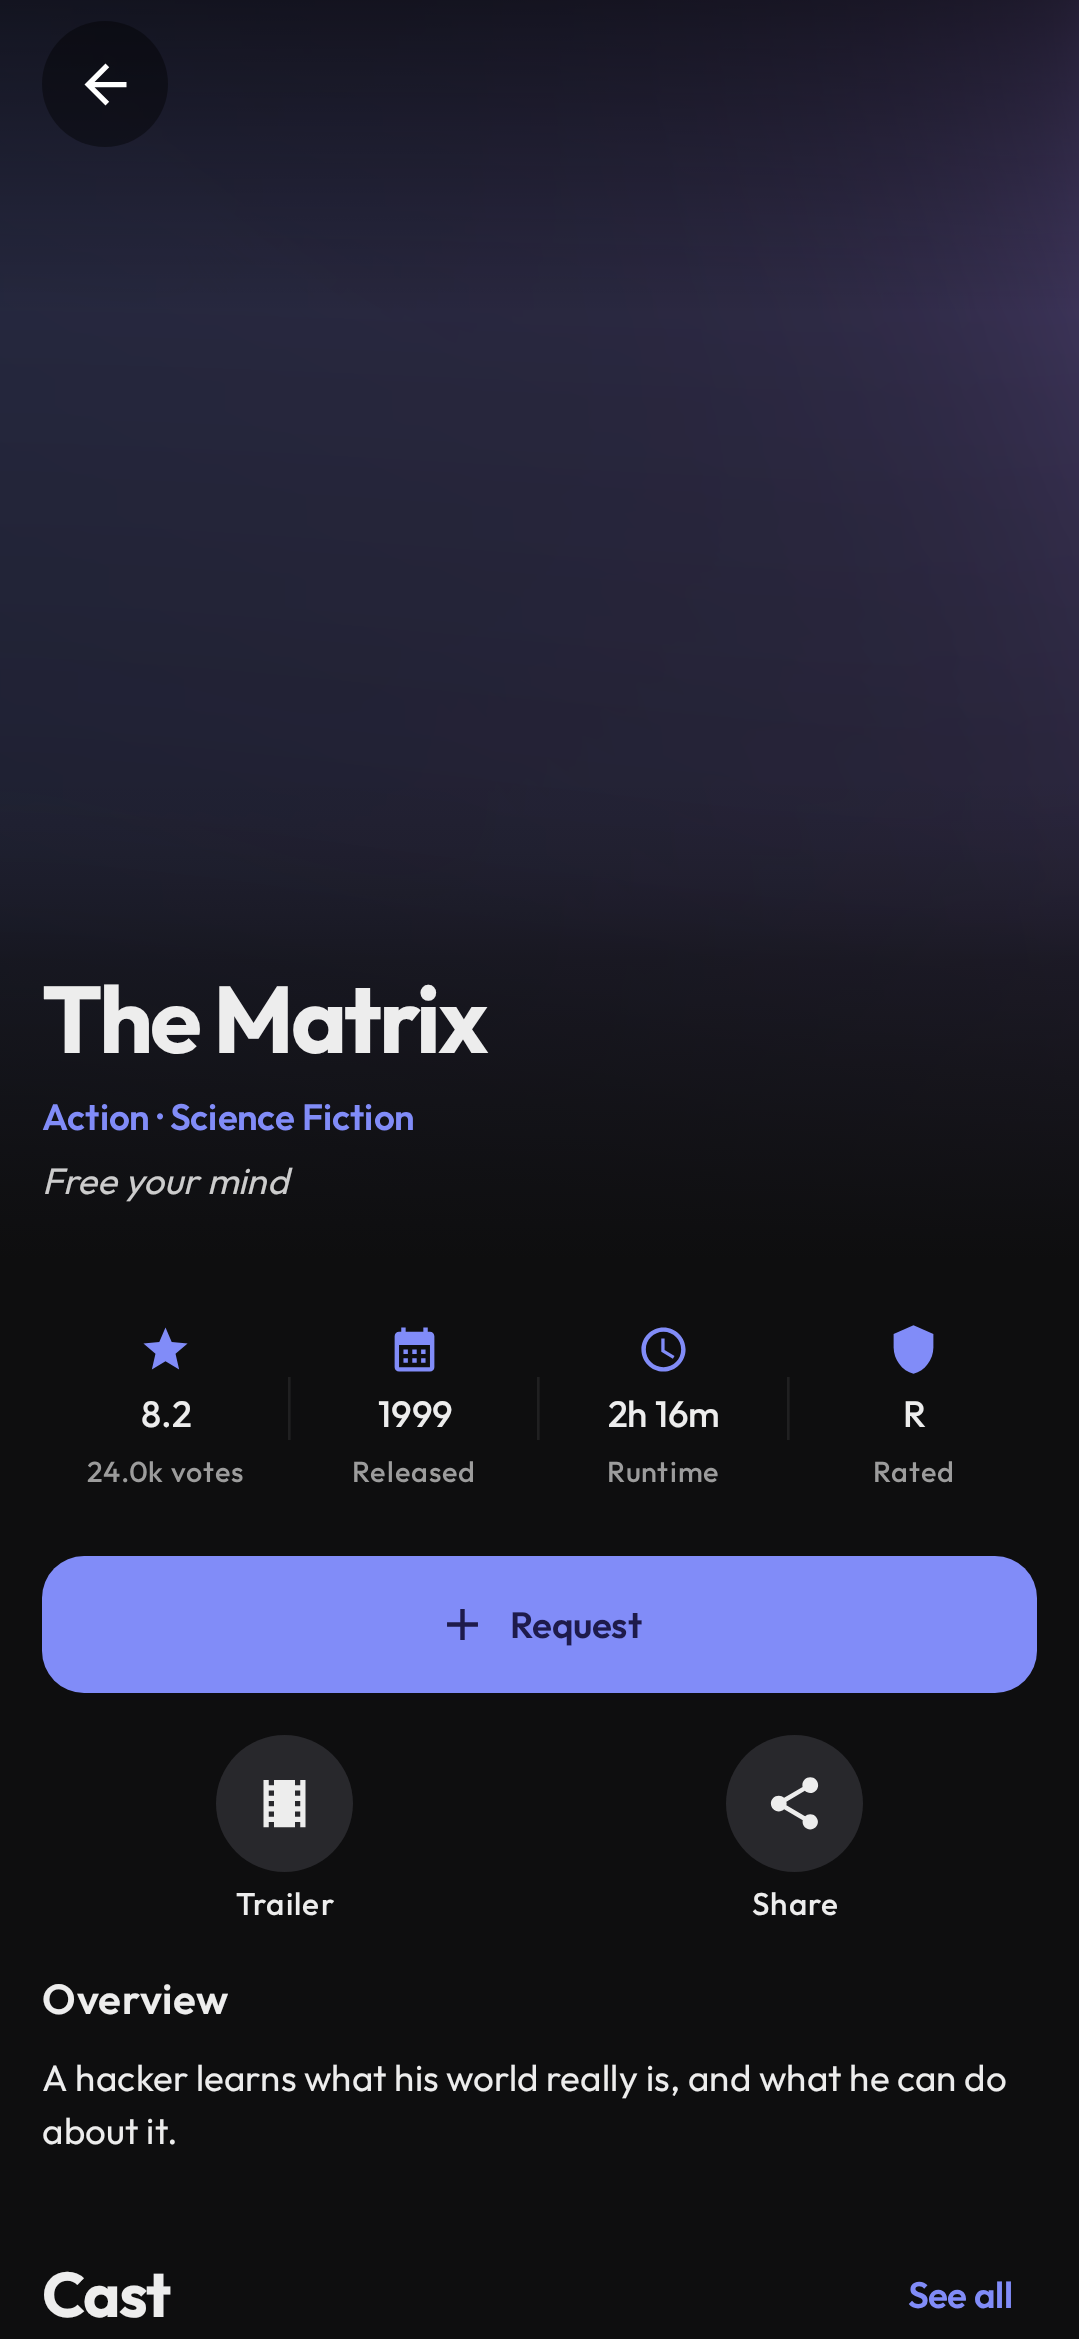 The Matrix
Action · Science Fiction
Free your mind
8.2
1999
2h 16m
R
24.0k votes
Released
Runtime
Rated
Request
Trailer
Share
Overview
A hacker learns what his world really is, and what he can do
about it.
Cast
See all